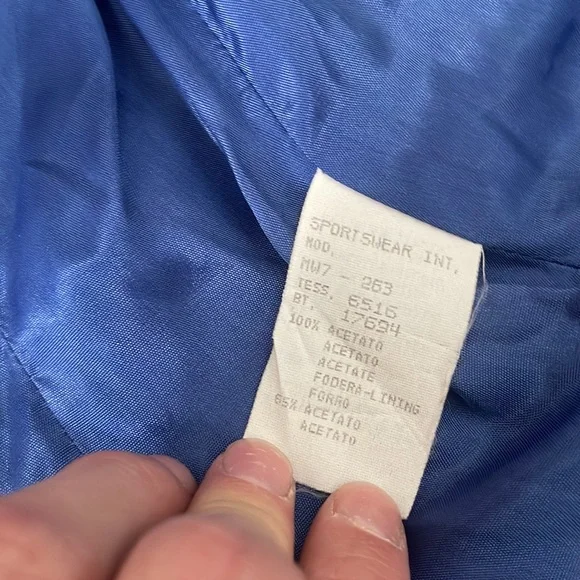 SPORTSWEAR INT.
MOD.
MW7 - 263
TESS. 6516
BT. 17694
100% ACETATO
ACETATO
ACETATE
FODERA-LINING
FORRO
65% ACETATO
ACETATO